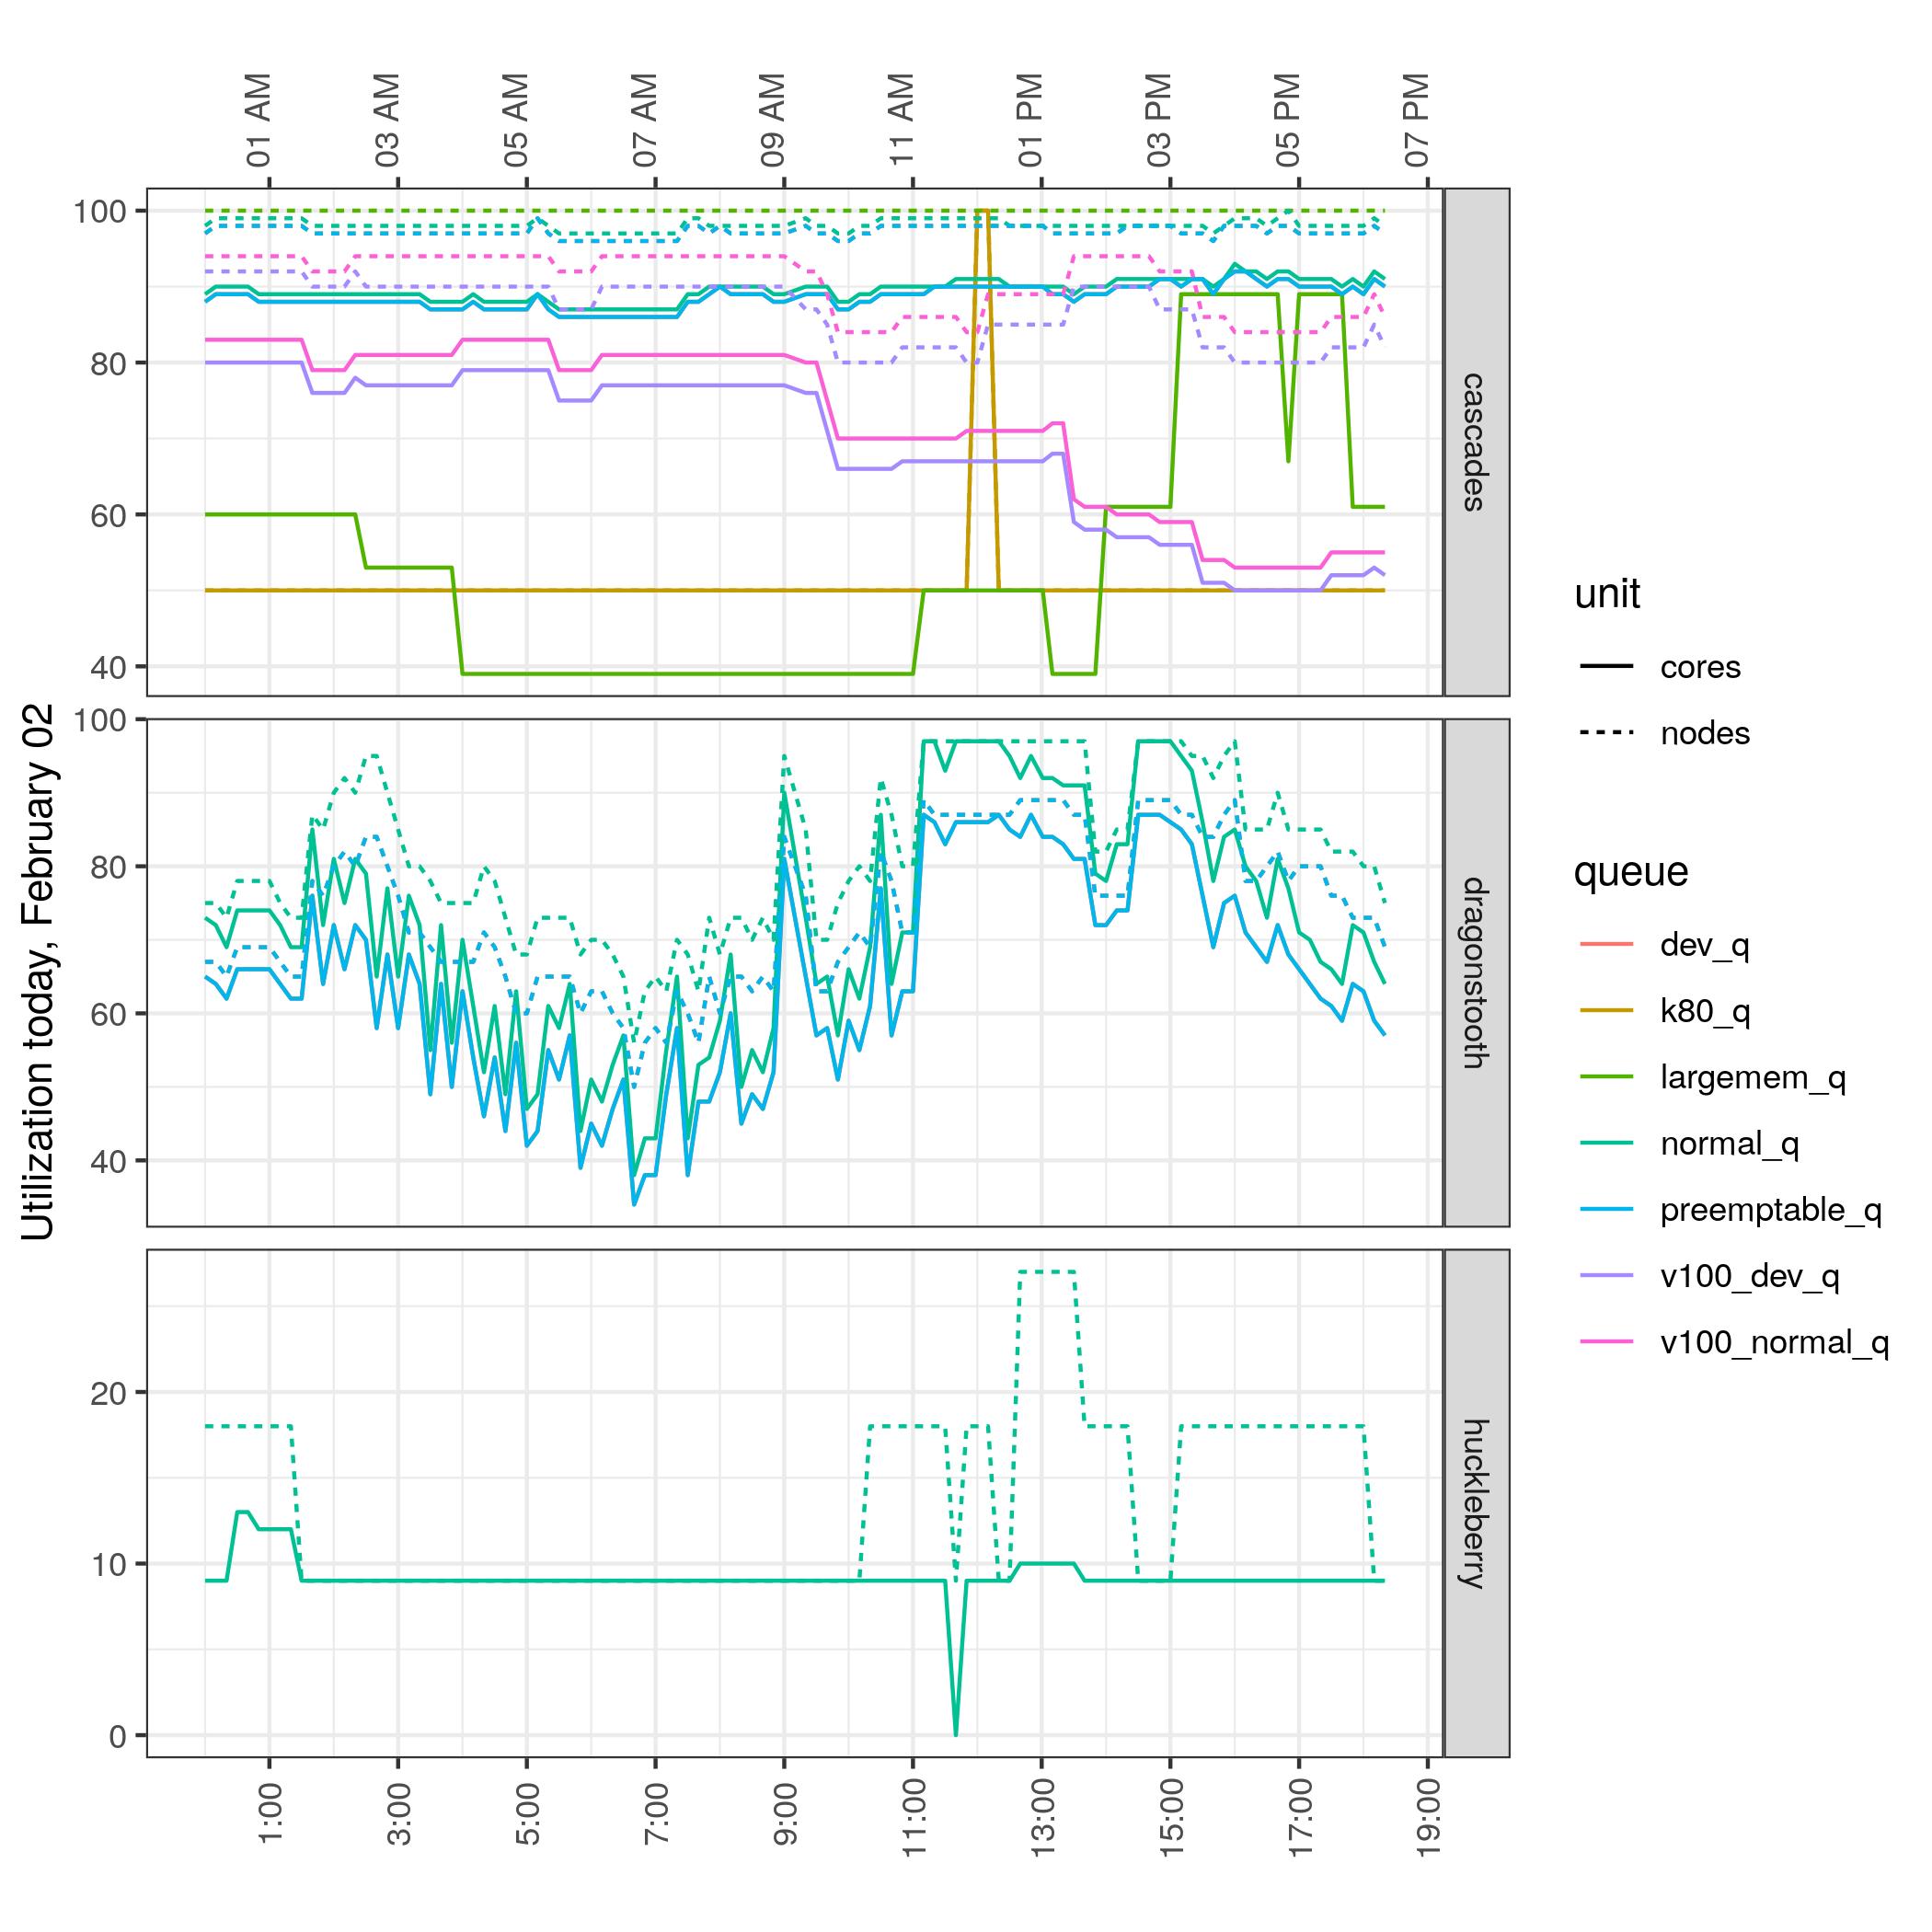 01 AM
03 AM
05 AM
07 AM
09 AM
11 AM
01 PM
03 PM
05 PM
07 PM
Utilization today, February 02
100
80
60
40
cascades
100
80
60
40
dragonstooth
20
10
0
huckleberry
1:00
3:00
5:00
7:00
9:00
11:00
13:00
15:00
17:00
19:00
unit
cores
nodes
queue
dev_q
k80_q
largemem_q
normal_q
preemptable_q
v100_dev_q
v100_normal_q